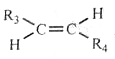 R₃ H
C=C
H R₄